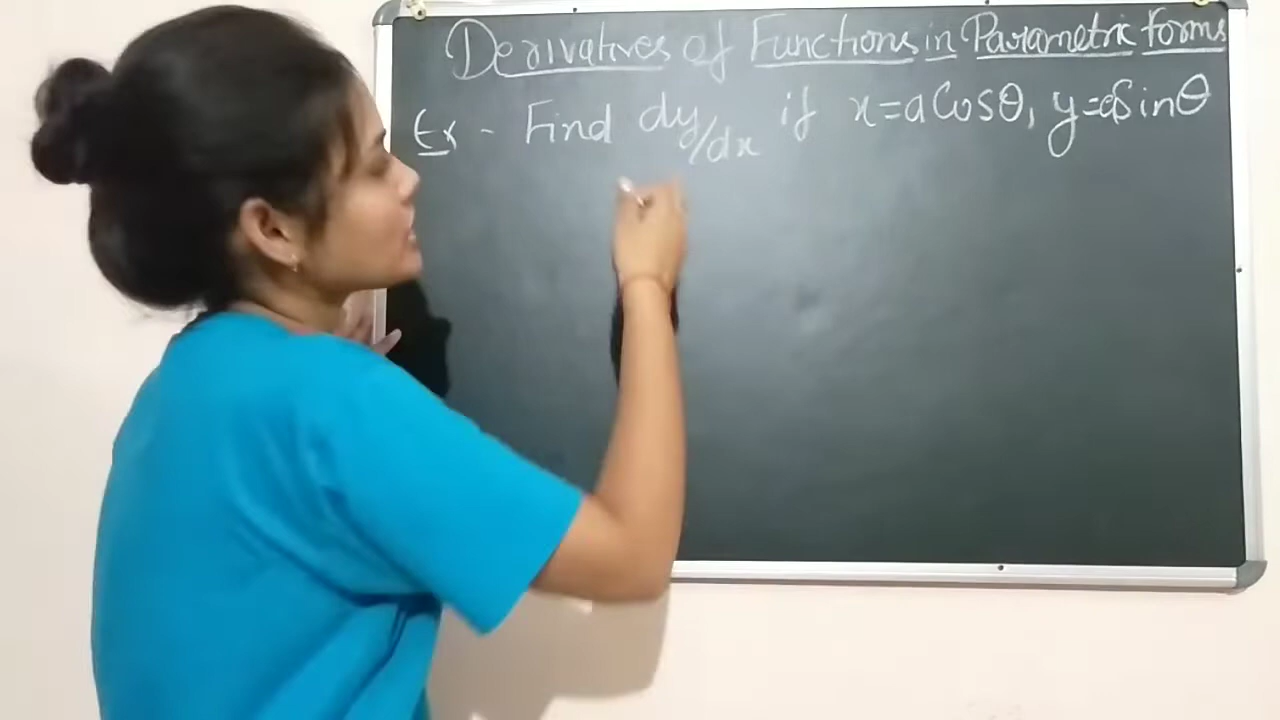 Derivatives of Functions in Parametric forms
Ex - Find dy/dx if x=aCosθ, y=aSinθ